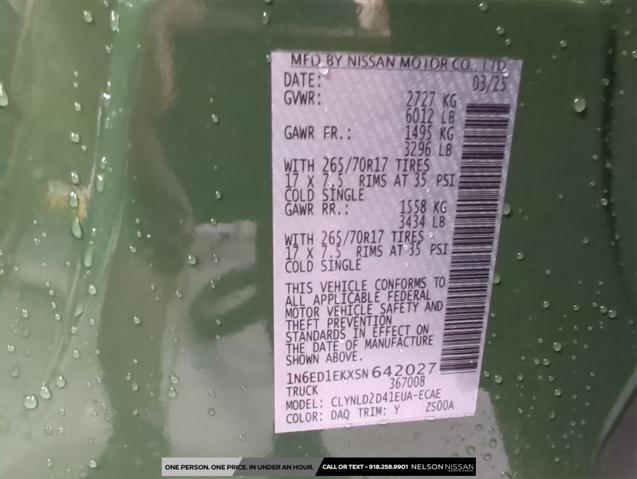 MFD BY NISSAN MOTOR CO., LTD.
DATE: 03/25
GVWR: 2727 KG
6012 LB
GAWR FR.: 1495 KG
3296 LB
WITH 265/70R17 TIRES
17 X 7.5 RIMS AT 35 PSI
COLD SINGLE
GAWR RR.: 1558 KG
3434 LB
WITH 265/70R17 TIRES
17 X 7.5 RIMS AT 35 PSI
COLD SINGLE
THIS VEHICLE CONFORMS TO
ALL APPLICABLE FEDERAL
MOTOR VEHICLE SAFETY AND
THEFT PREVENTION
STANDARDS IN EFFECT ON
THE DATE OF MANUFACTURE
SHOWN ABOVE.
1N6ED1EKXSN642027
TRUCK 367008
MODEL: CLYNLD2D41EUA-ECAE
COLOR: DAQ TRIM: Y ZS00A
ONE PERSON. ONE PRICE. IN UNDER AN HOUR. CALL OR TEXT - 918.258.9901 NELSON NISSAN